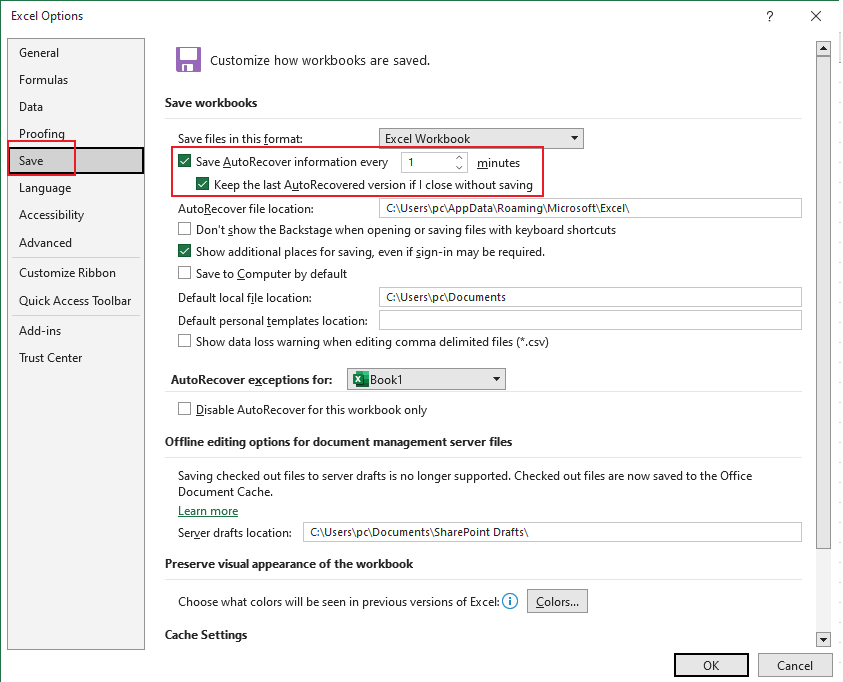 Excel Options
?
General
Formulas
Data
Proofing
Save
Language
Accessibility
Advanced
Customize Ribbon
Quick Access Toolbar
Add-ins
Trust Center
Customize how workbooks are saved.
Save workbooks
Save files in this format: Excel Workbook
Save AutoRecover information every 1 minutes
Keep the last AutoRecovered version if I close without saving
AutoRecover file location: C:\Users\pc\AppData\Roaming\Microsoft\Excel\
Don't show the Backstage when opening or saving files with keyboard shortcuts
Show additional places for saving, even if sign-in may be required.
Save to Computer by default
Default local file location: C:\Users\pc\Documents
Default personal templates location:
Show data loss warning when editing comma delimited files (*.csv)
AutoRecover exceptions for: Book1
Disable AutoRecover for this workbook only
Offline editing options for document management server files
Saving checked out files to server drafts is no longer supported. Checked out files are now saved to the Office
Document Cache.
Learn more
Server drafts location: C:\Users\pc\Documents\SharePoint Drafts\
Preserve visual appearance of the workbook
Choose what colors will be seen in previous versions of Excel: Colors...
Cache Settings
OK Cancel